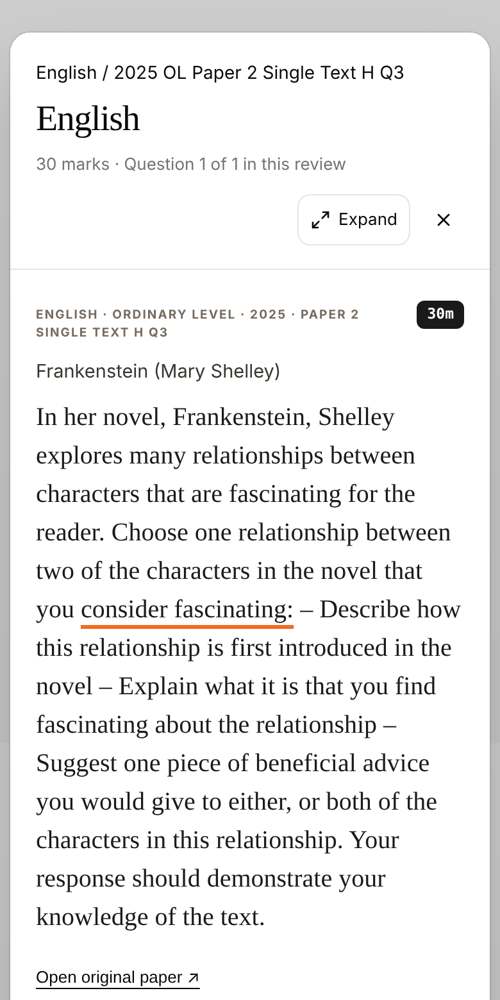 English / 2025 OL Paper 2 Single Text H Q3
English
30 marks · Question 1 of 1 in this review
Expand
ENGLISH · ORDINARY LEVEL · 2025 · PAPER 2
SINGLE TEXT H Q3
30m
Frankenstein (Mary Shelley)
In her novel, Frankenstein, Shelley
explores many relationships between
characters that are fascinating for the
reader. Choose one relationship between
two of the characters in the novel that
you consider fascinating: – Describe how
this relationship is first introduced in the
novel – Explain what it is that you find
fascinating about the relationship –
Suggest one piece of beneficial advice
you would give to either, or both of the
characters in this relationship. Your
response should demonstrate your
knowledge of the text.
Open original paper ↗